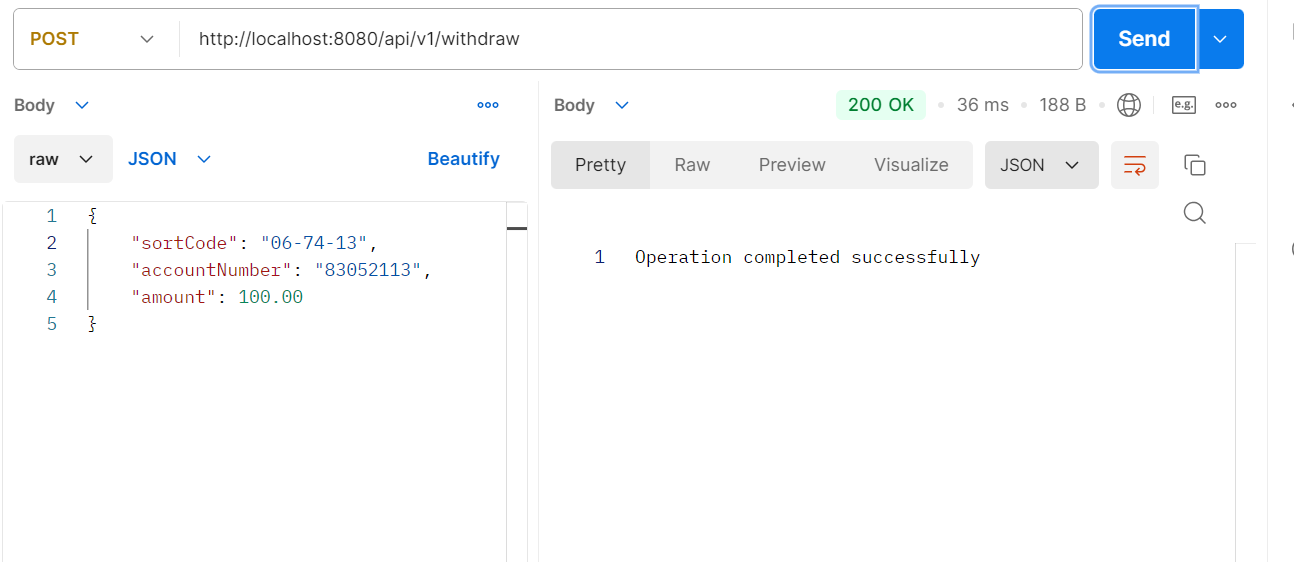 POST http://localhost:8080/api/v1/withdraw Send
Body
raw JSON Beautify
1 {
2 "sortCode": "06-74-13",
3 "accountNumber": "83052113",
4 "amount": 100.00
5 }
Body 200 OK • 36 ms • 188 B • e.g.
Pretty Raw Preview Visualize JSON
1 Operation completed successfully